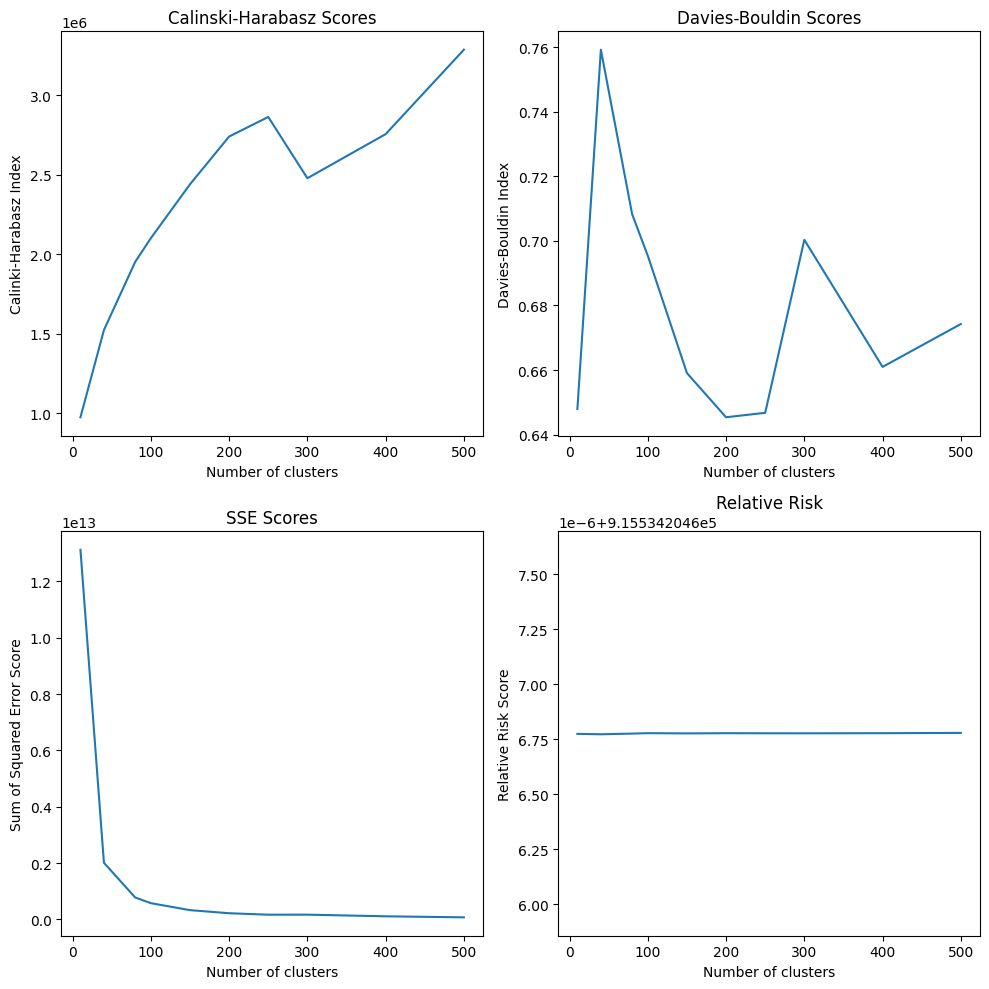 Calinski-Harabasz Scores
1e6
3.0
2.5
2.0
1.5
1.0
Calinki-Harabasz Index
0 100 200 300 400 500
Number of clusters
Davies-Bouldin Scores
0.76
0.74
0.72
0.70
0.68
0.66
0.64
Davies-Bouldin Index
0 100 200 300 400 500
Number of clusters
SSE Scores
1e13
1.2
1.0
0.8
0.6
0.4
0.2
0.0
Sum of Squared Error Score
0 100 200 300 400 500
Number of clusters
Relative Risk
1e−6+9.155342046e5
7.50
7.25
7.00
6.75
6.50
6.25
6.00
Relative Risk Score
0 100 200 300 400 500
Number of clusters